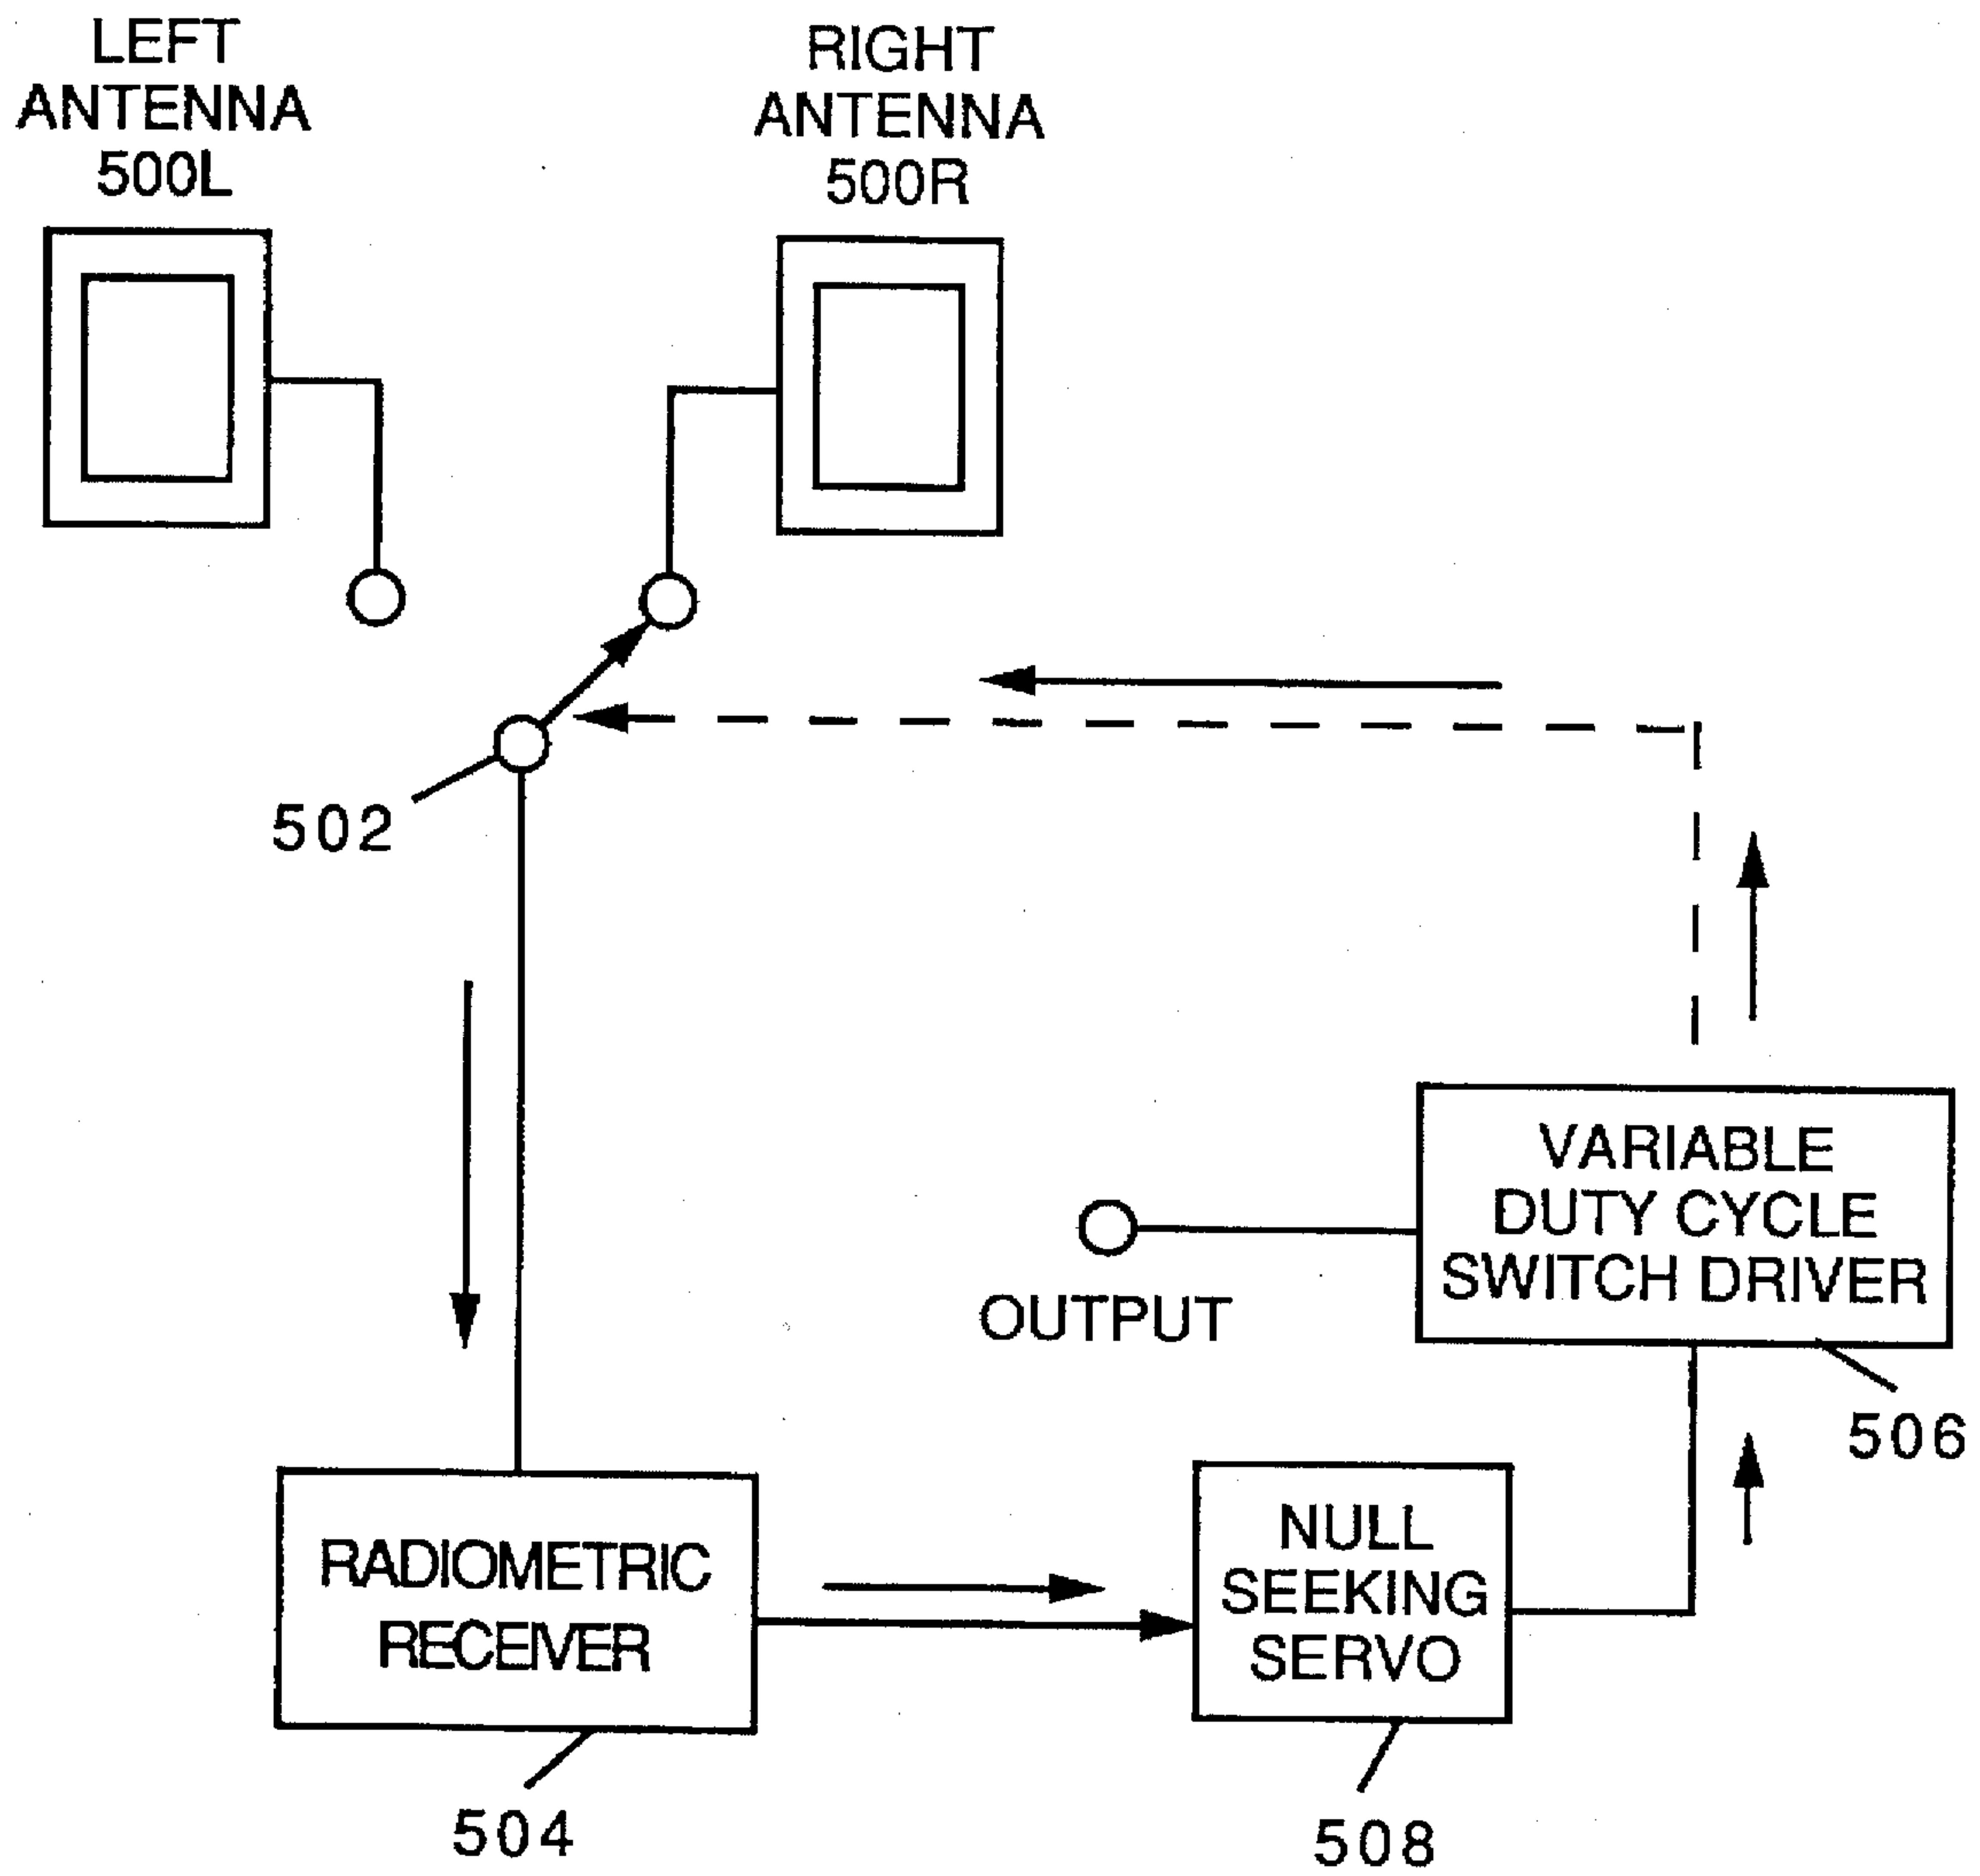 LEFT
ANTENNA
500L
RIGHT
ANTENNA
500R
502
VARIABLE
DUTY CYCLE
SWITCH DRIVER
OUTPUT
506
RADIOMETRIC
RECEIVER
NULL
SEEKING
SERVO
504
508